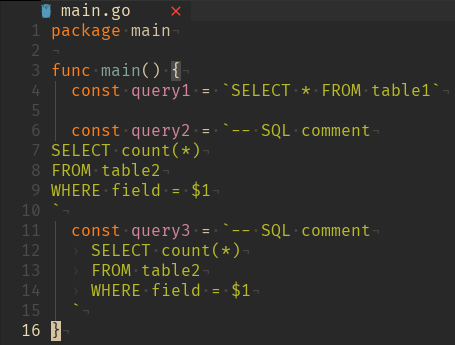 main.go ×
1 package main
2
3 func main() {
4   const query1 = `SELECT * FROM table1`
5
6   const query2 = `-- SQL comment
7 SELECT count(*)
8 FROM table2
9 WHERE field = $1
10 `
11   const query3 = `-- SQL comment
12     SELECT count(*)
13     FROM table2
14     WHERE field = $1
15   `
16 }